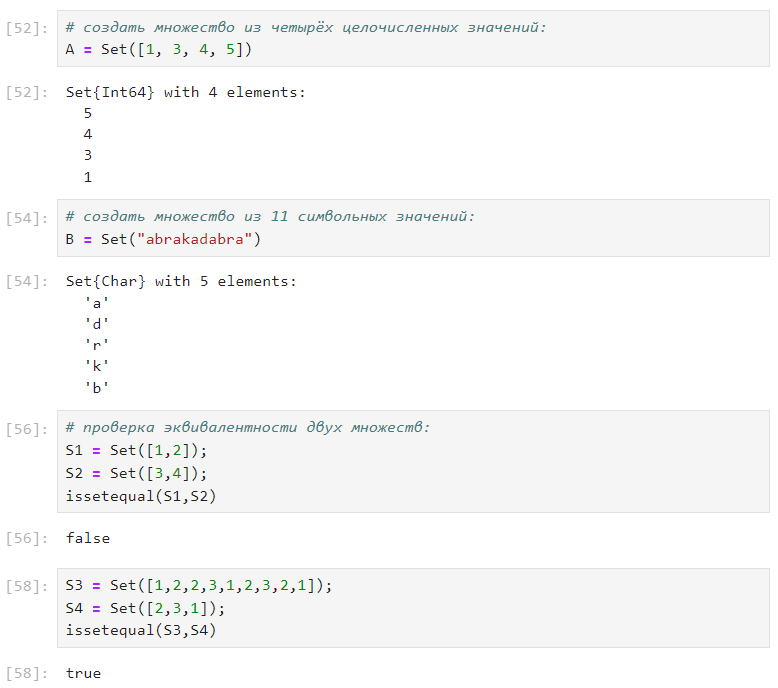 [52]: # создать множество из четырёх целочисленных значений:
A = Set([1, 3, 4, 5])
[52]: Set{Int64} with 4 elements:
5
4
3
1
[54]: # создать множество из 11 символьных значений:
B = Set("abrakadabra")
[54]: Set{Char} with 5 elements:
'a'
'd'
'r'
'k'
'b'
[56]: # проверка эквивалентности двух множеств:
S1 = Set([1,2]);
S2 = Set([3,4]);
issetequal(S1,S2)
[56]: false
[58]: S3 = Set([1,2,2,3,1,2,3,2,1]);
S4 = Set([2,3,1]);
issetequal(S3,S4)
[58]: true